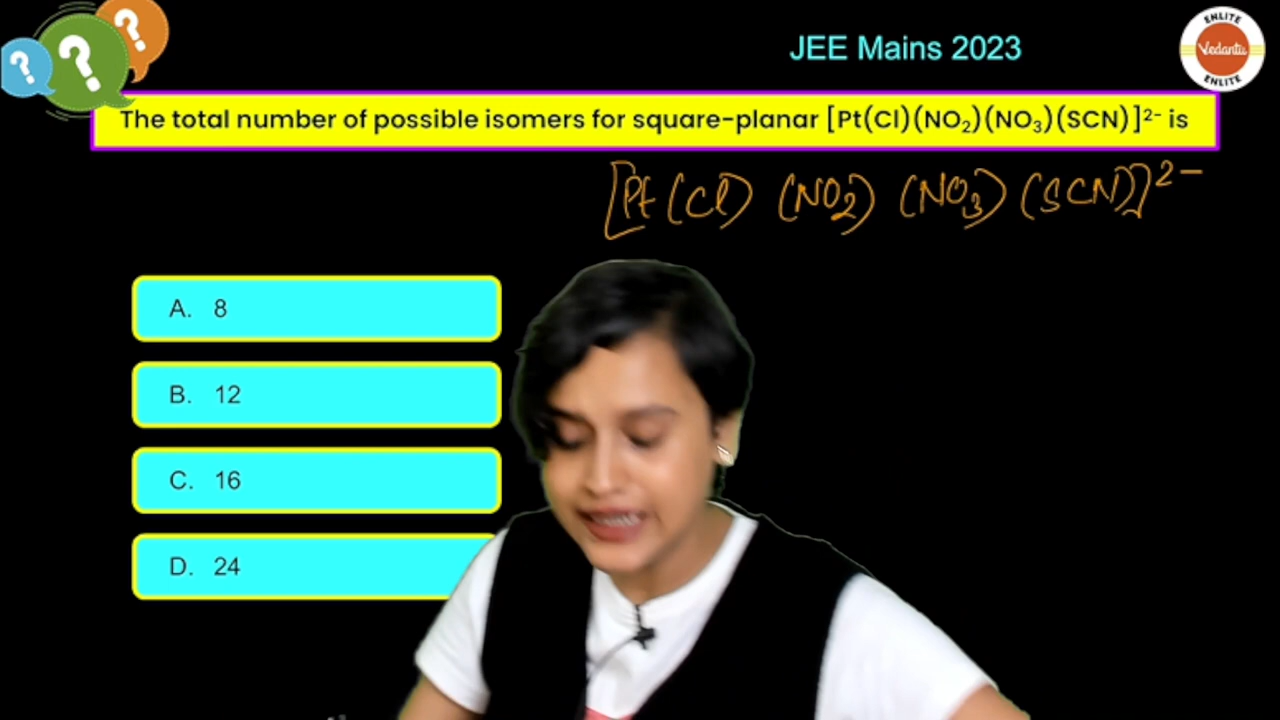 JEE Mains 2023
ENLITE
Vedantu
ENLITE
The total number of possible isomers for square-planar [Pt(Cl)(NO₂)(NO₃)(SCN)]²⁻ is
[Pt(Cl) (NO₂) (NO₃) (SCN)]²⁻
A. 8
B. 12
C. 16
D. 24